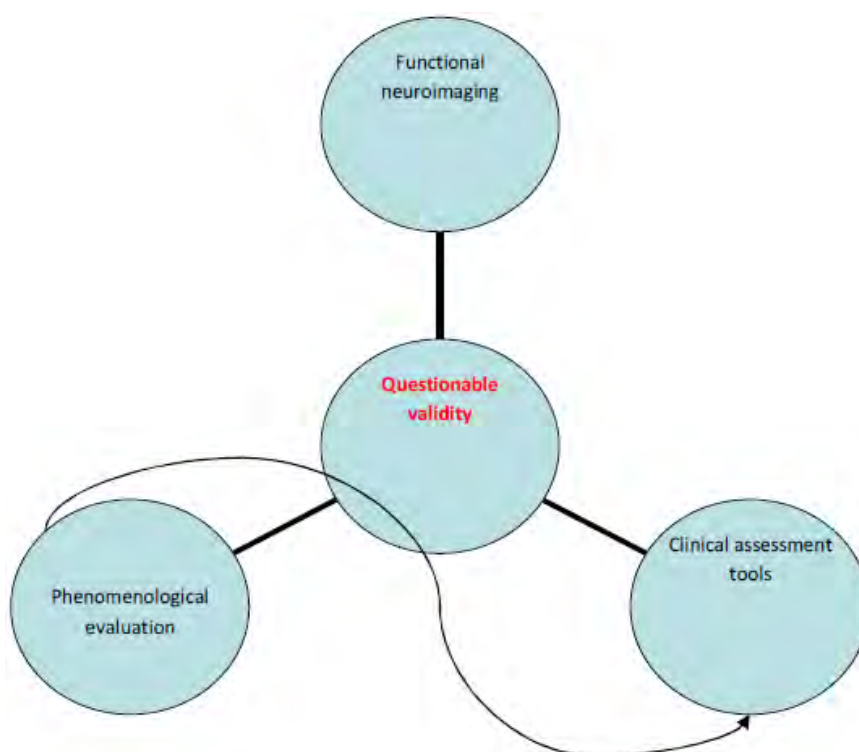 Functional
neuroimaging
Questionable
validity
Phenomenological
evaluation
Clinical assessment
tools